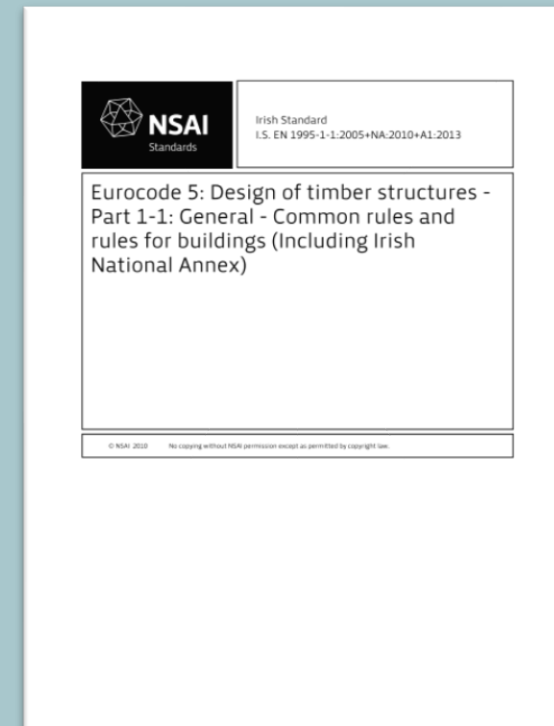 NSAI
Standards
Irish Standard
I.S. EN 1995-1-1:2005+NA:2010+A1:2013
Eurocode 5: Design of timber structures -
Part 1-1: General - Common rules and
rules for buildings (Including Irish
National Annex)
© NSAI 2010 No copying without NSAI permission except as permitted by copyright law.